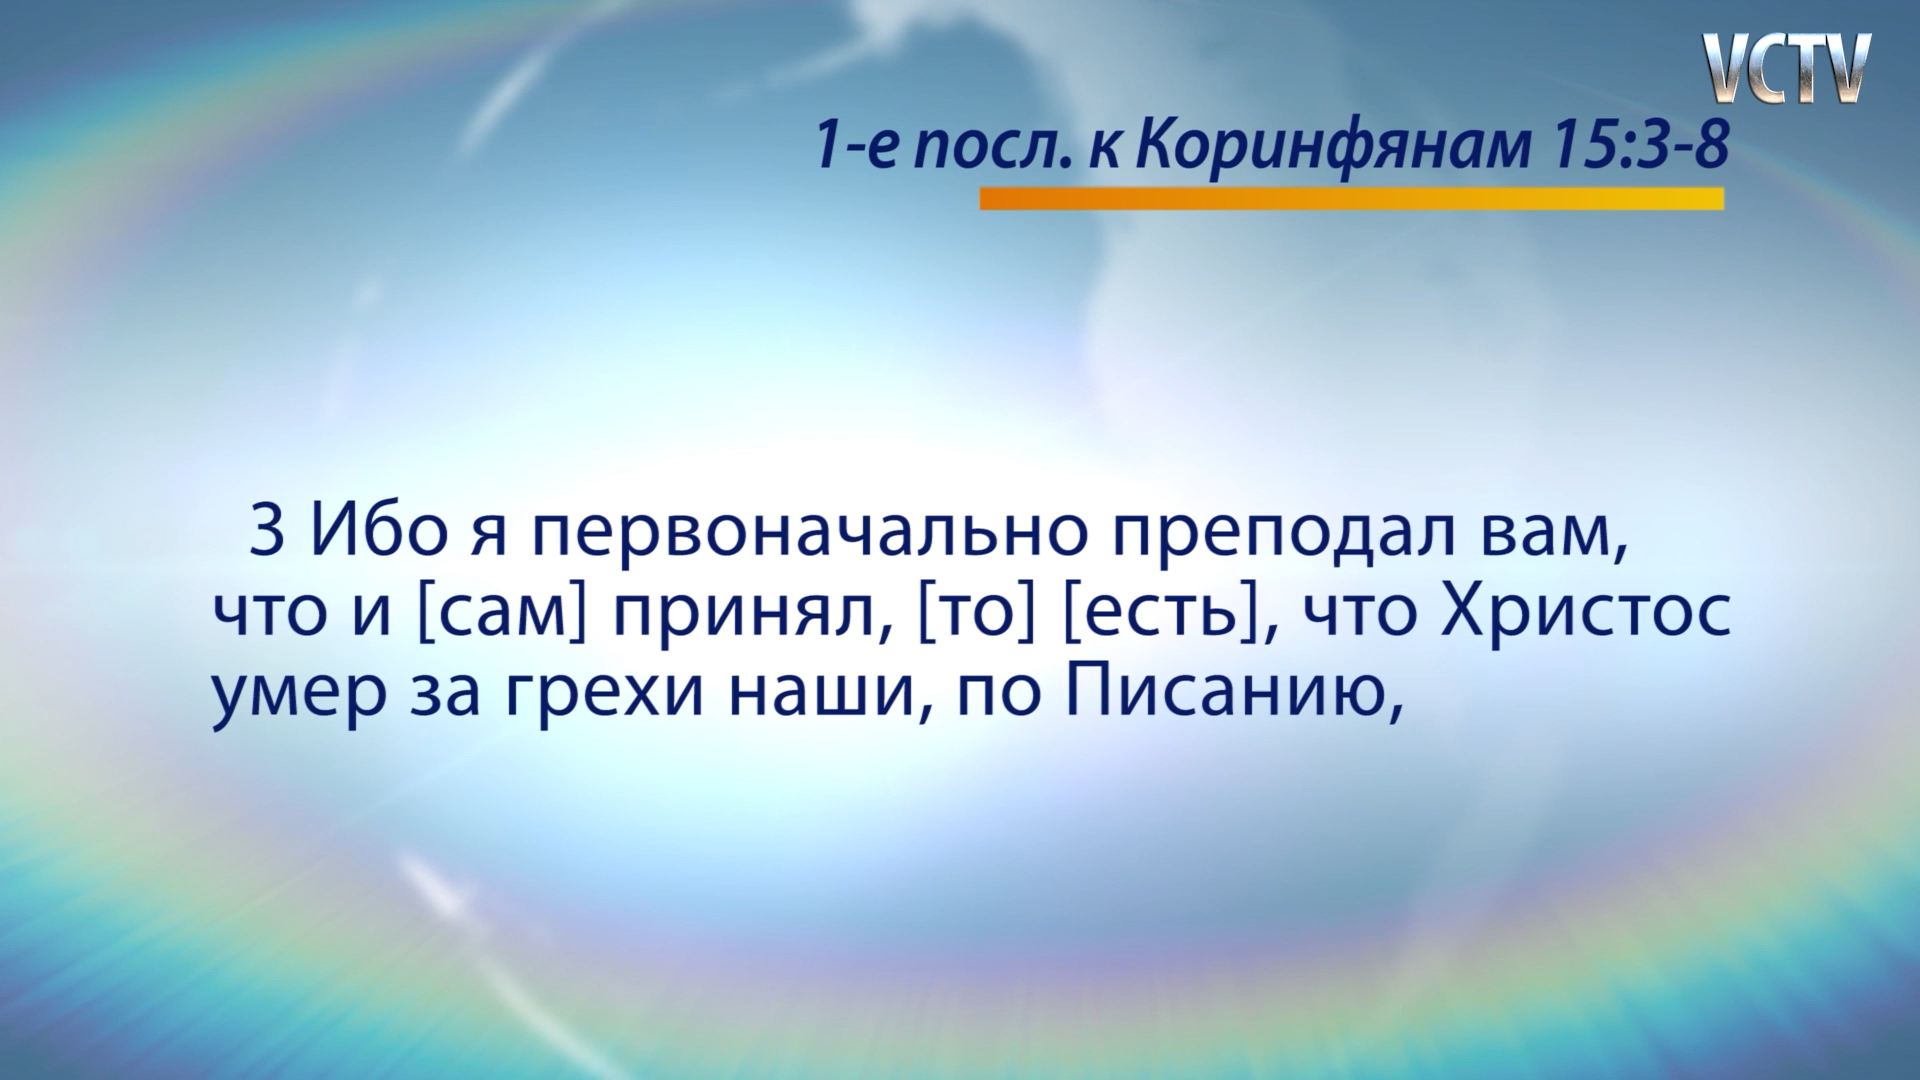 VCTV
1-е посл. к Коринфянам 15:3-8
3 Ибо я первоначально преподал вам,
что и [сам] принял, [то] [есть], что Христос
умер за грехи наши, по Писанию,